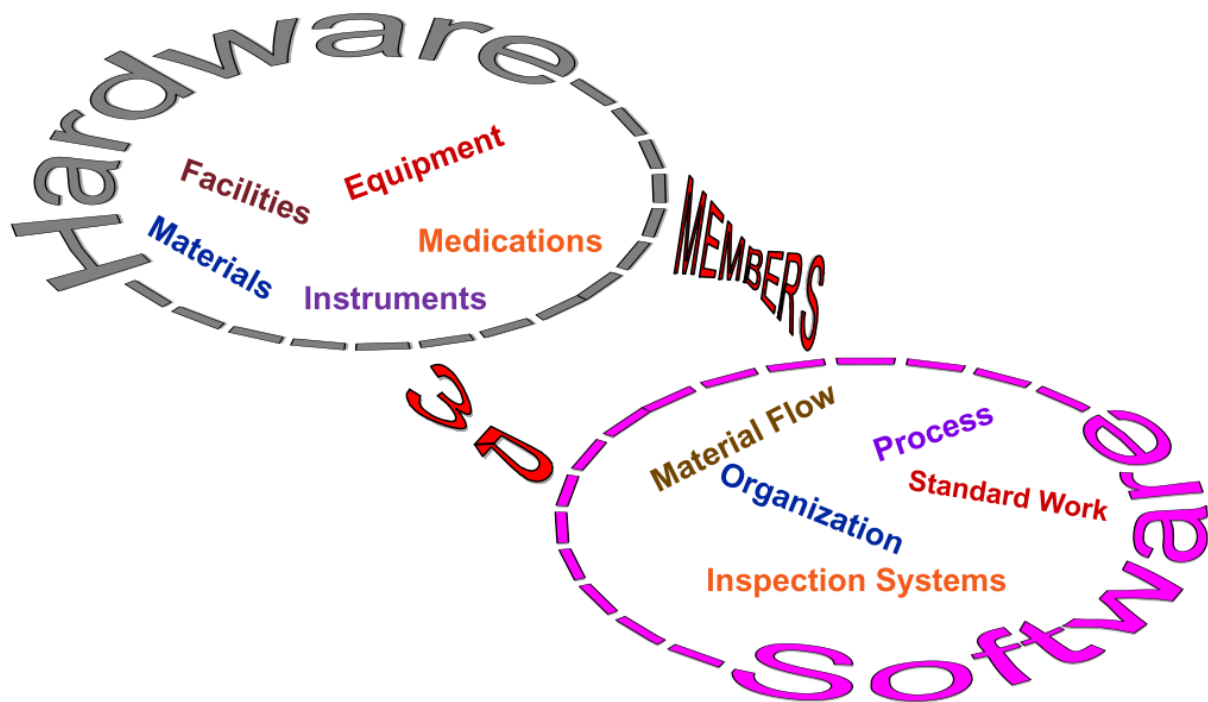 Hardware
Equipment
Facilities
Materials
Medications
Instruments
MEMBERS
3P
Material Flow
Process
Organization
Standard Work
Inspection Systems
Software